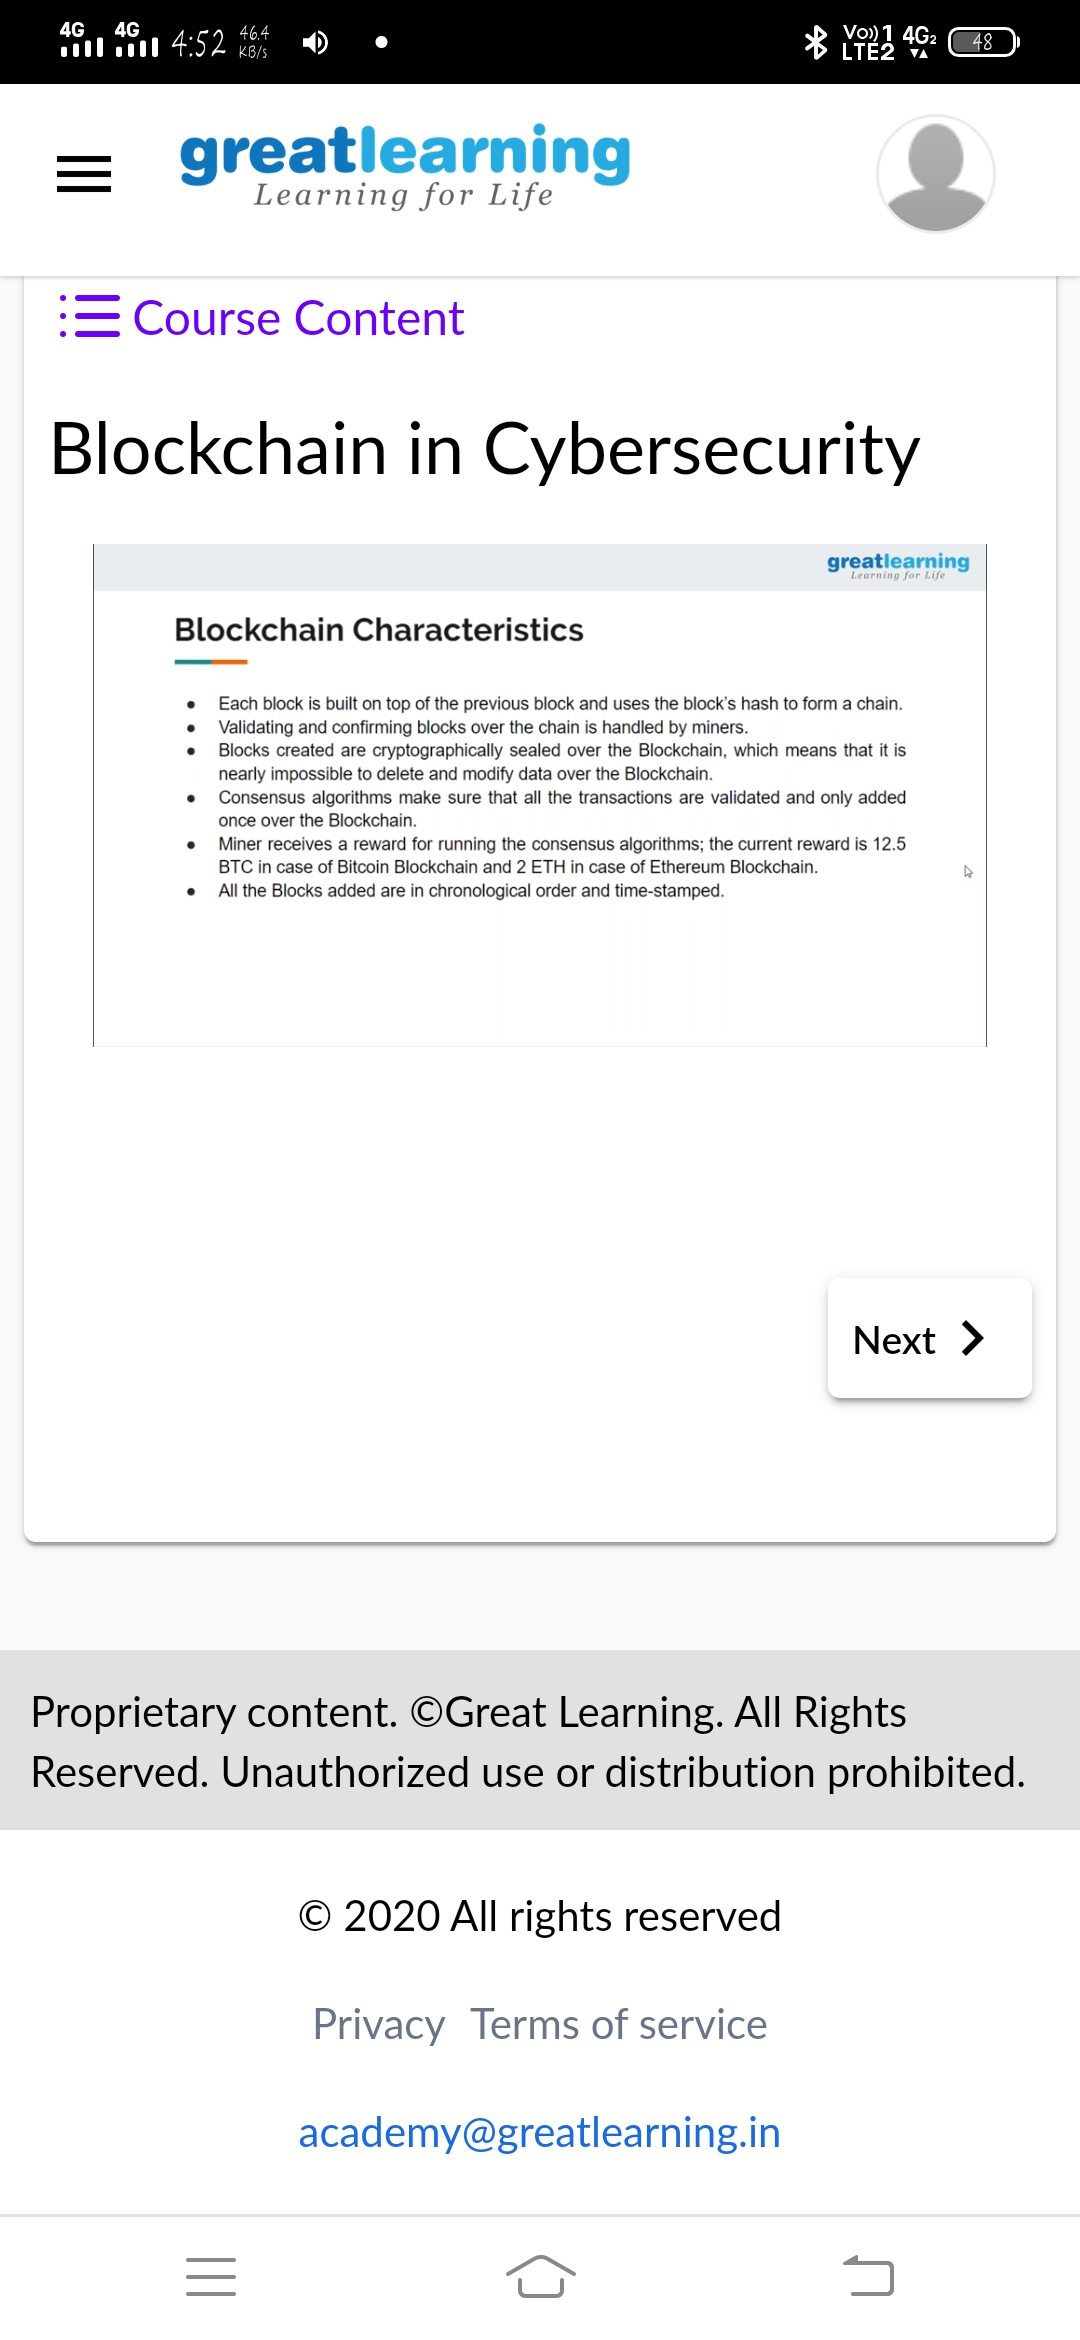 4G 4G 4:52 46.4 KB/s Vo)) 1 LTE2 4G2 48
greatlearning
Learning for Life
Course Content
Blockchain in Cybersecurity
greatlearning
Learning for Life
Blockchain Characteristics
• Each block is built on top of the previous block and uses the block's hash to form a chain.
• Validating and confirming blocks over the chain is handled by miners.
• Blocks created are cryptographically sealed over the Blockchain, which means that it is
nearly impossible to delete and modify data over the Blockchain.
• Consensus algorithms make sure that all the transactions are validated and only added
once over the Blockchain.
• Miner receives a reward for running the consensus algorithms; the current reward is 12.5
BTC in case of Bitcoin Blockchain and 2 ETH in case of Ethereum Blockchain.
• All the Blocks added are in chronological order and time-stamped.
Next
Proprietary content. ©Great Learning. All Rights
Reserved. Unauthorized use or distribution prohibited.
© 2020 All rights reserved
Privacy Terms of service
academy@greatlearning.in